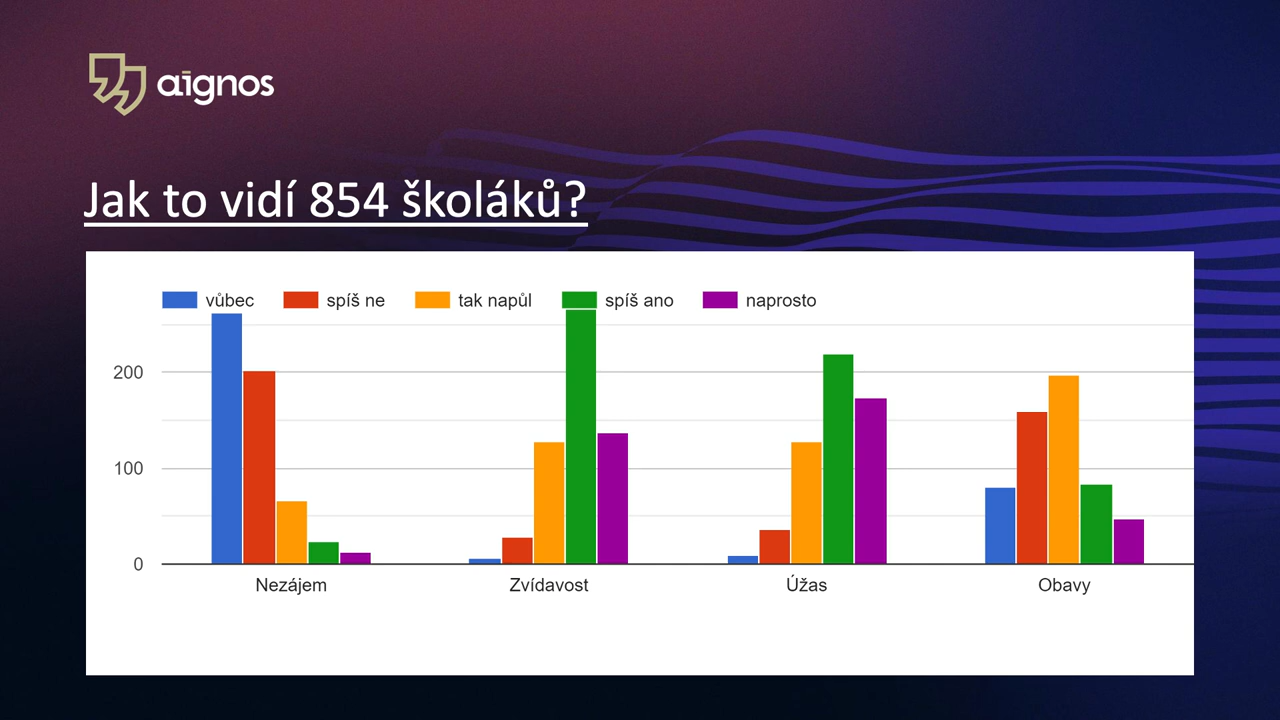 aignos
Jak to vidí 854 školáků?
vůbec spíš ne tak napůl spíš ano naprosto
200
100
0
Nezájem Zvídavost Úžas Obavy